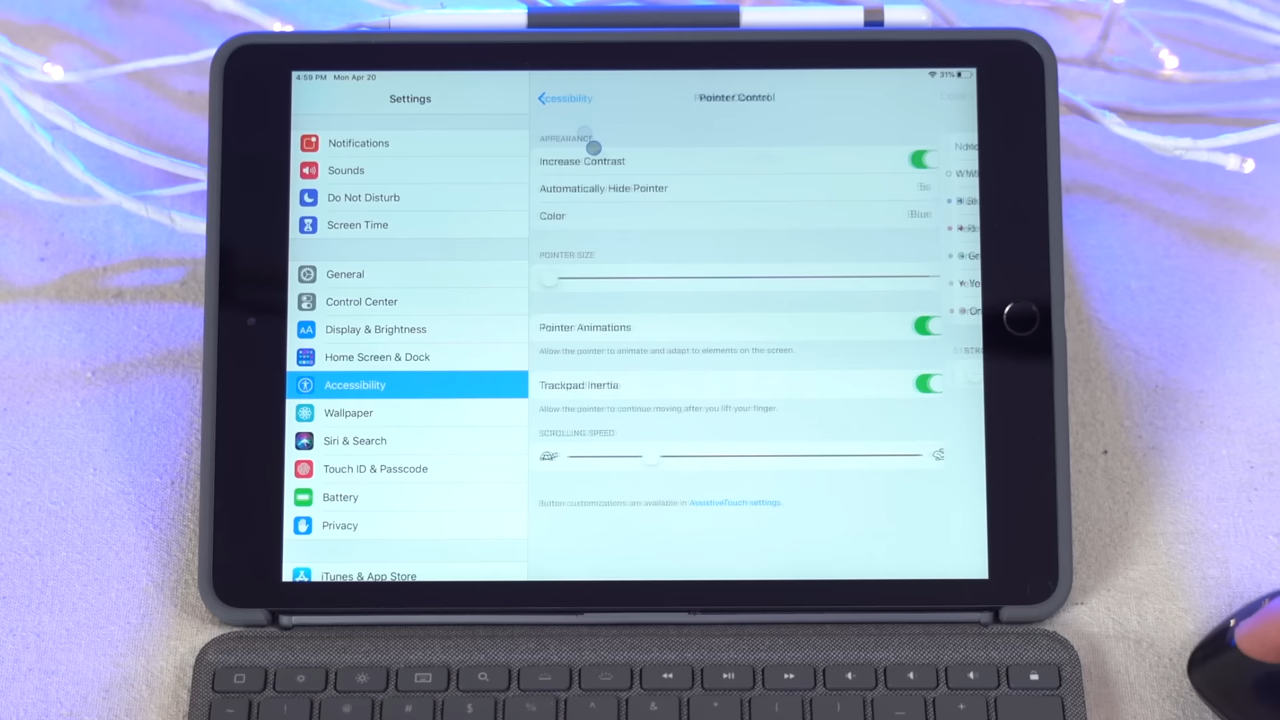 4:59 PM Mon Apr 20
31%
Settings
Notifications
Sounds
Do Not Disturb
Screen Time
General
Control Center
Display & Brightness
Home Screen & Dock
Accessibility
Wallpaper
Siri & Search
Touch ID & Passcode
Battery
Privacy
iTunes & App Store
ccessibility
Pointer Control
APPEARANCE
Increase Contrast
Automatically Hide Pointer
Color
Blue
POINTER SIZE
Pointer Animations
Allow the pointer to animate and adapt to elements on the screen.
Trackpad Inertia
Allow the pointer to continue moving after you lift your finger.
SCROLLING SPEED
Button customizations are available in AssistiveTouch settings.